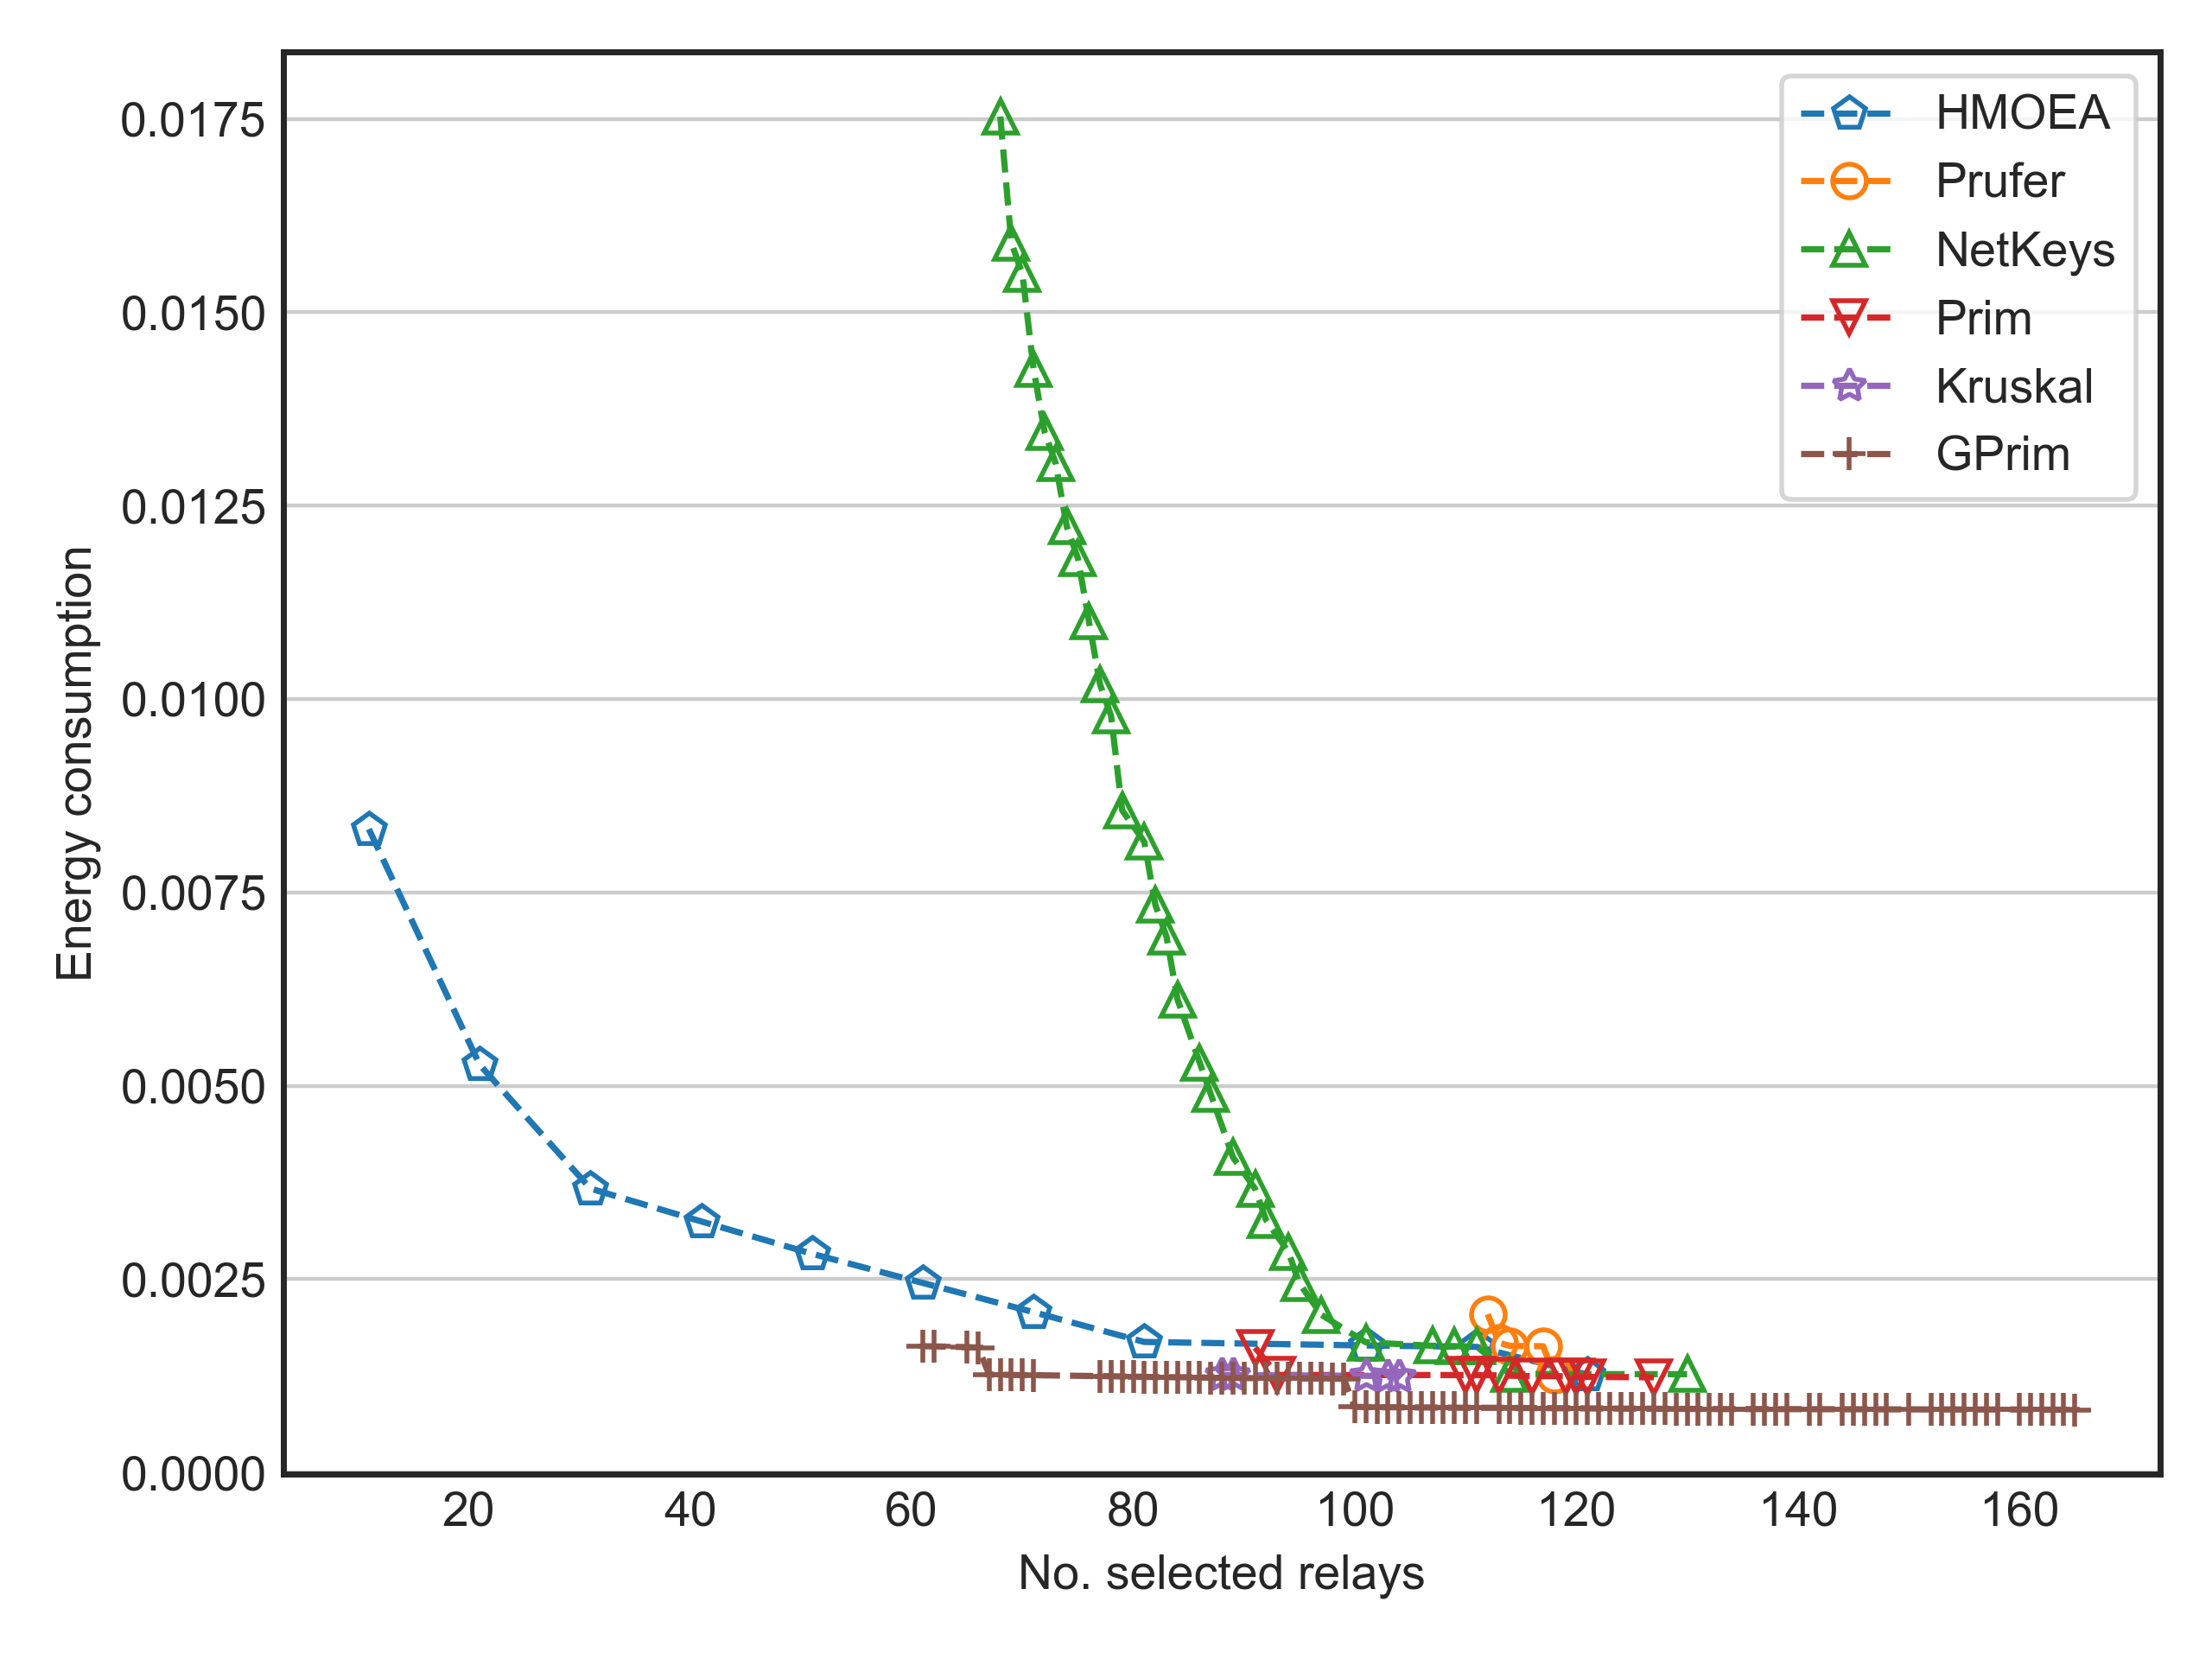 HMOEA
Prufer
NetKeys
Prim
Kruskal
GPrim
0.0175
0.0150
0.0125
0.0100
0.0075
0.0050
0.0025
0.0000
Energy consumption
20 40 60 80 100 120 140 160
No. selected relays